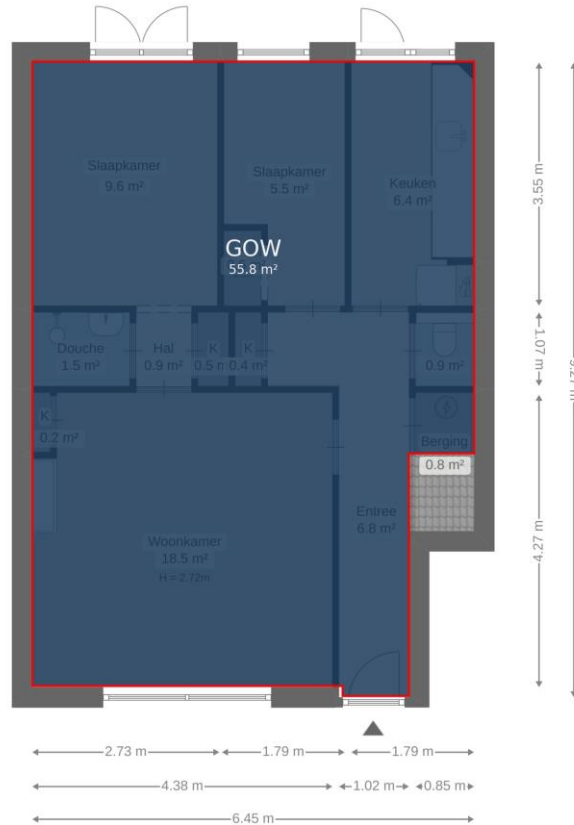 Slaapkamer
9.6 m²
Slaapkamer
5.5 m²
Keuken
6.4 m²
3.55 m
GOW
55.8 m²
Douche
1.5 m²
Hal
0.9 m²
K
0.5 m
K
0.4 m²
0.9 m²
1.07 m
K
0.2 m²
Berging
0.8 m²
Entree
6.8 m²
Woonkamer
18.5 m²
H = 2.72m
4.27 m
2.73 m
1.79 m
1.79 m
4.38 m
1.02 m
0.85 m
6.45 m